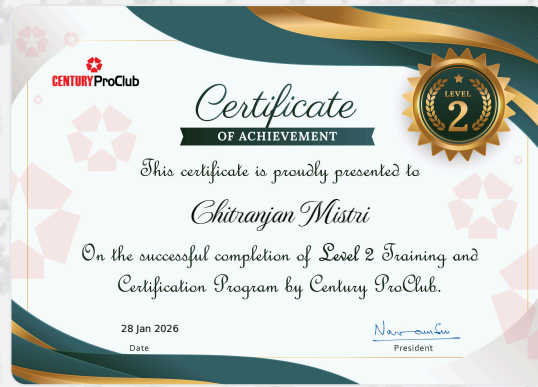 CENTURY ProClub
Certificate
OF ACHIEVEMENT
LEVEL
2
This certificate is proudly presented to
Chitranjan Mistri
On the successful completion of Level 2 Training and
Certification Program by Century ProClub.
28 Jan 2026
Date
President